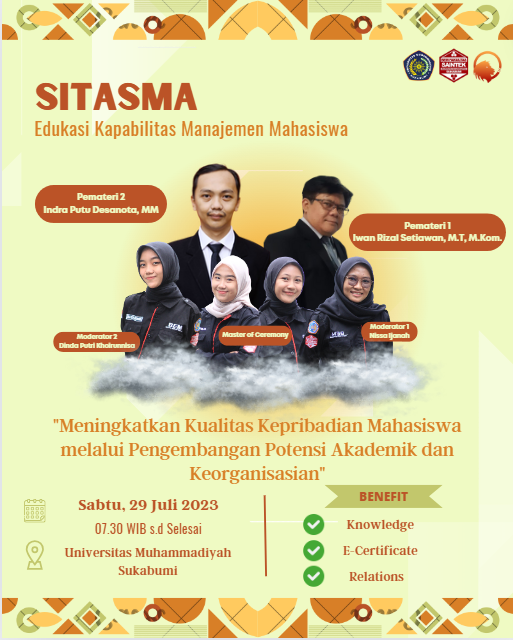 SAINTEK
SITASMA
Edukasi Kapabilitas Manajemen Mahasiswa
Pemateri 2
Indra Putu Desanota, MM
Pemateri 1
Iwan Rizal Setiawan, M.T, M.Kom.
Moderator 2
Dinda Putri Khairunnisa
Master of Ceremony
Moderator 1
Nissa Ijanah
"Meningkatkan Kualitas Kepribadian Mahasiswa
melalui Pengembangan Potensi Akademik dan
Keorganisasian"
Sabtu, 29 Juli 2023
07.30 WIB s.d Selesai
Universitas Muhammadiyah
Sukabumi
BENEFIT
Knowledge
E-Certificate
Relations